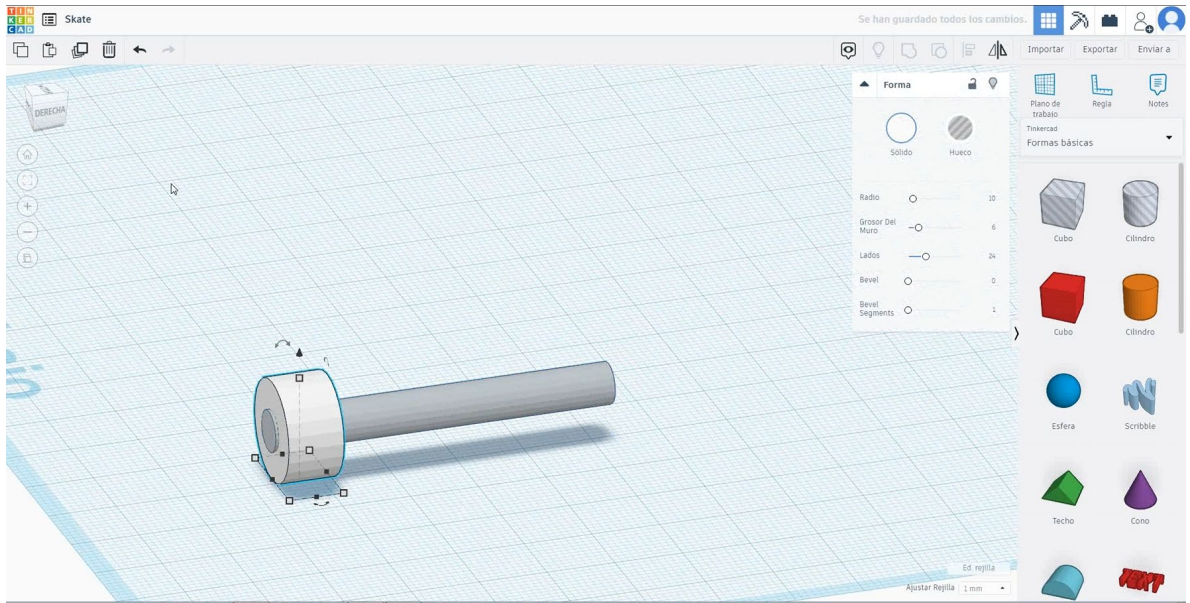 TIN
KER
CAD
Skate
Se han guardado todos los cambios.
Importar
Exportar
Enviar a
DERECHA
Forma
Sólido
Hueco
Radio
10
Grosor Del
Muro
6
Lados
24
Bevel
0
Bevel
Segments
1
Plano de
trabajo
Regla
Notes
Tinkercad
Formas básicas
Cubo
Cilindro
Cubo
Cilindro
Esfera
Scribble
Techo
Cono
TEXT
Ed. rejilla
Ajustar Rejilla
1 mm